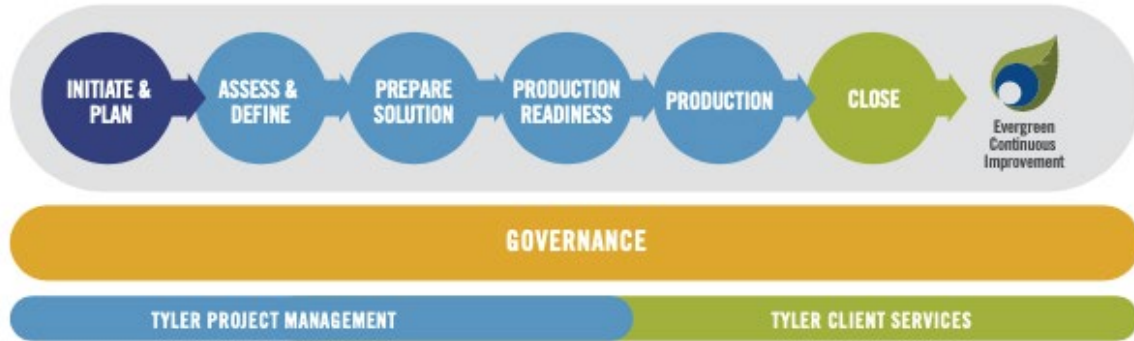 INITIATE &
PLAN
ASSESS &
DEFINE
PREPARE
SOLUTION
PRODUCTION
READINESS
PRODUCTION
CLOSE
Evergreen
Continuous
Improvement
GOVERNANCE
TYLER PROJECT MANAGEMENT
TYLER CLIENT SERVICES